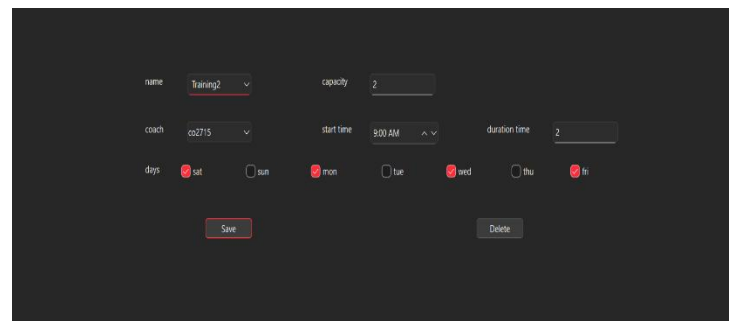 name Training2 capacity 2
coach co2715 start time 9:00 AM duration time 2
days sat sun mon tue wed thu fri
Save Delete